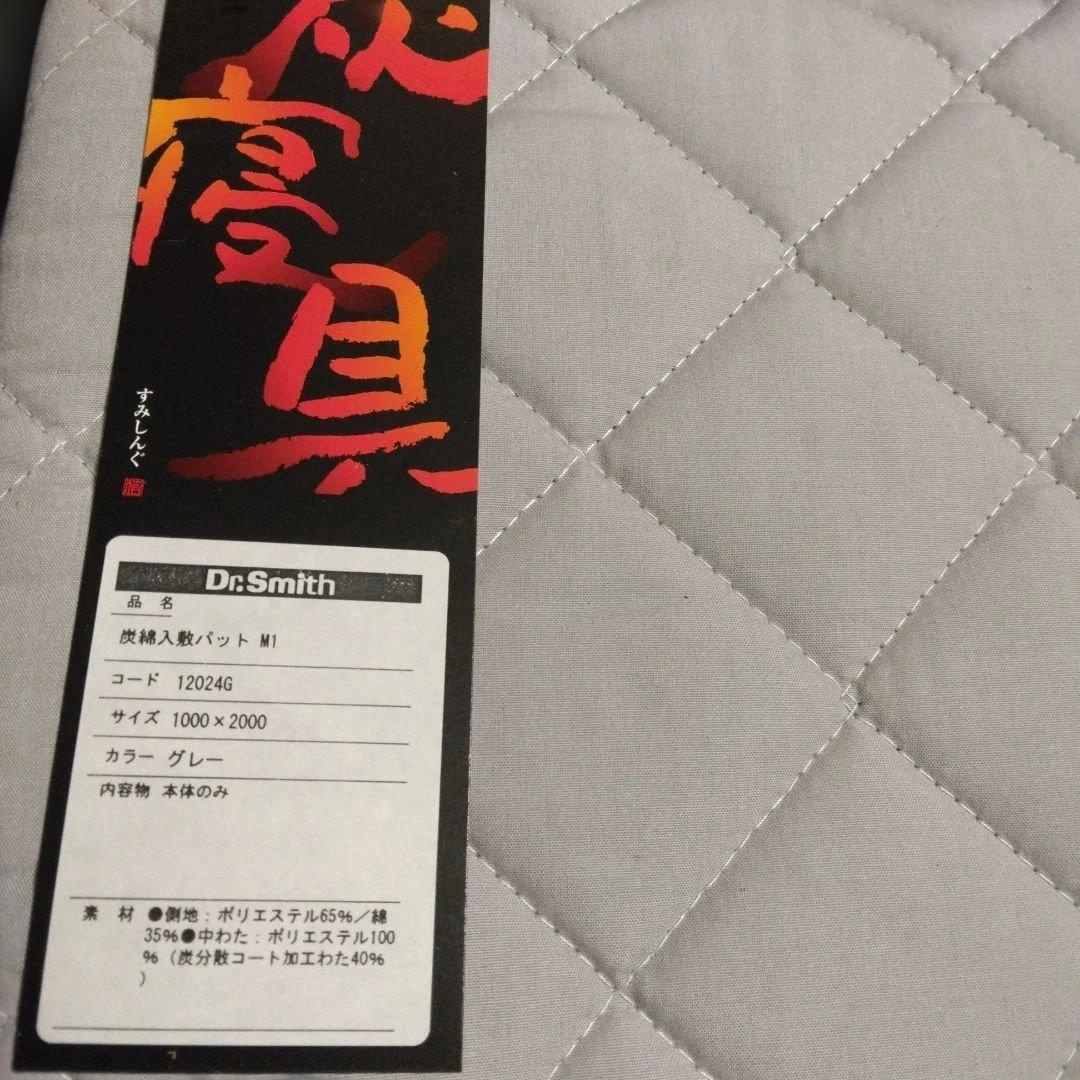 炭
寝
具
すみしんぐ
Dr.Smith
品 名
炭綿入敷パット M1
コード 12024G
サイズ 1000×2000
カラー グレー
内容物 本体のみ
素 材 ●側地:ポリエステル65%/綿
35%●中わた:ポリエステル100
%(炭分散コート加工わた40%
)